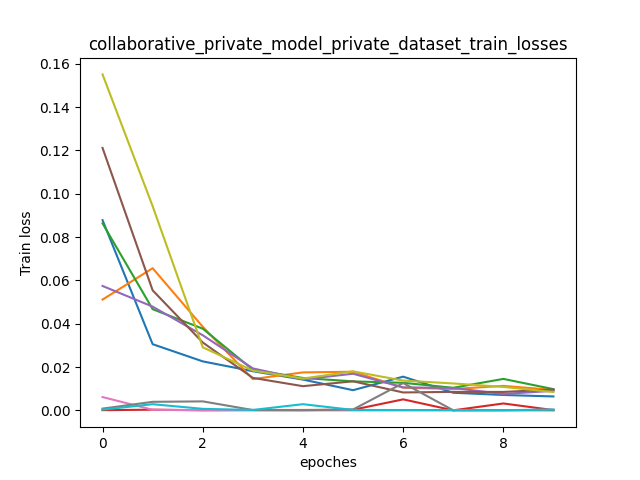 collaborative_private_model_private_dataset_train_losses
0.16
0.14
0.12
0.10
0.08
0.06
0.04
0.02
0.00
Train loss
0 2 4 6 8
epoches